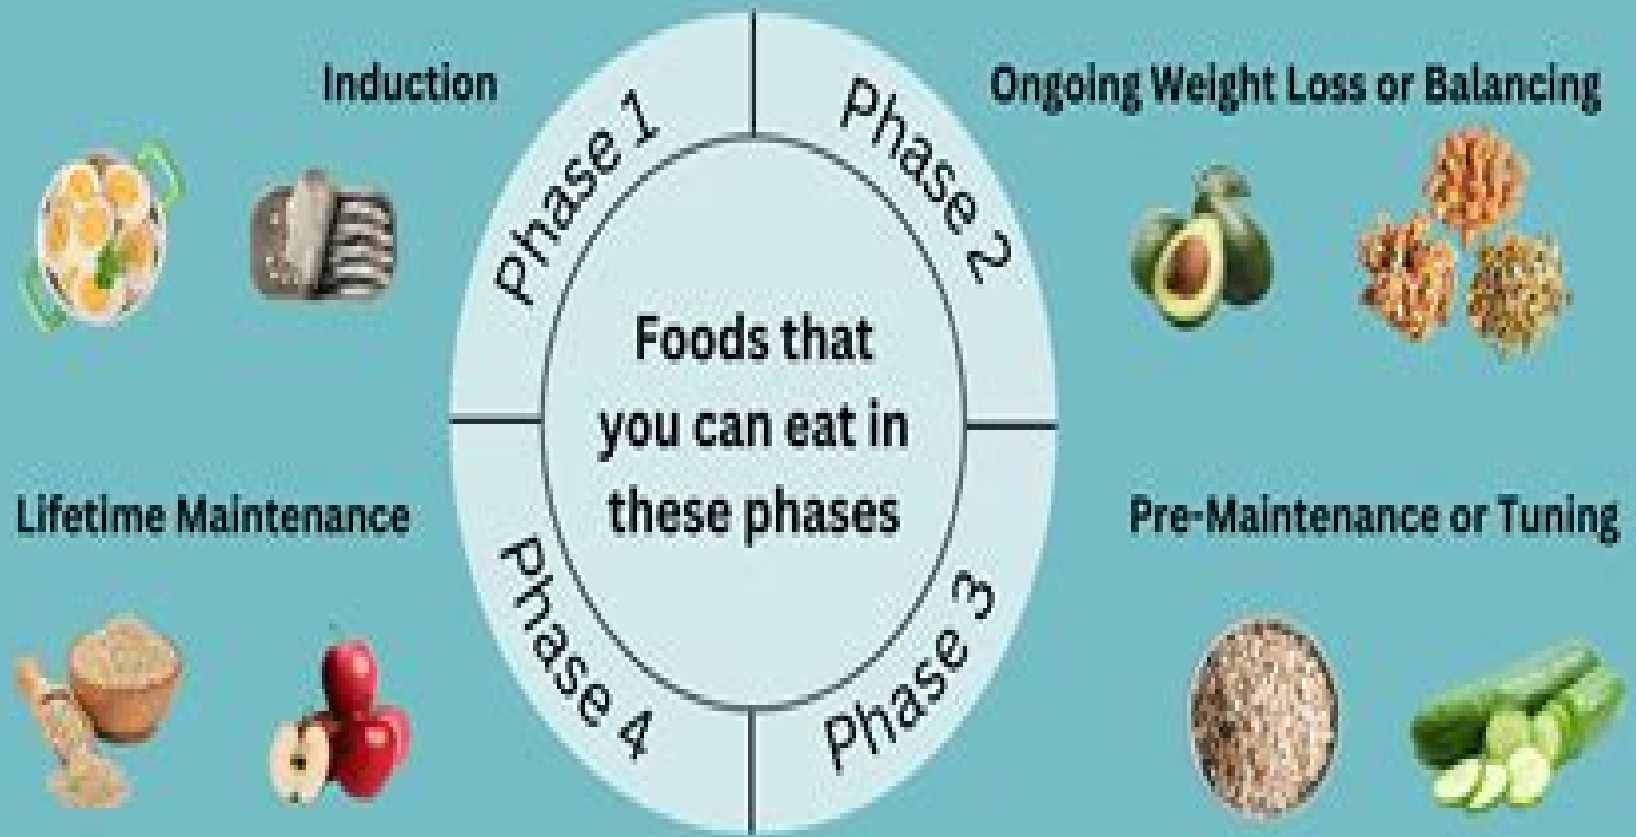 Induction
Ongoing Weight Loss or Balancing
Phase 1
Phase 2
Foods that
you can eat in
these phases
Lifetime Maintenance
Pre-Maintenance or Tuning
Phase 4
Phase 3